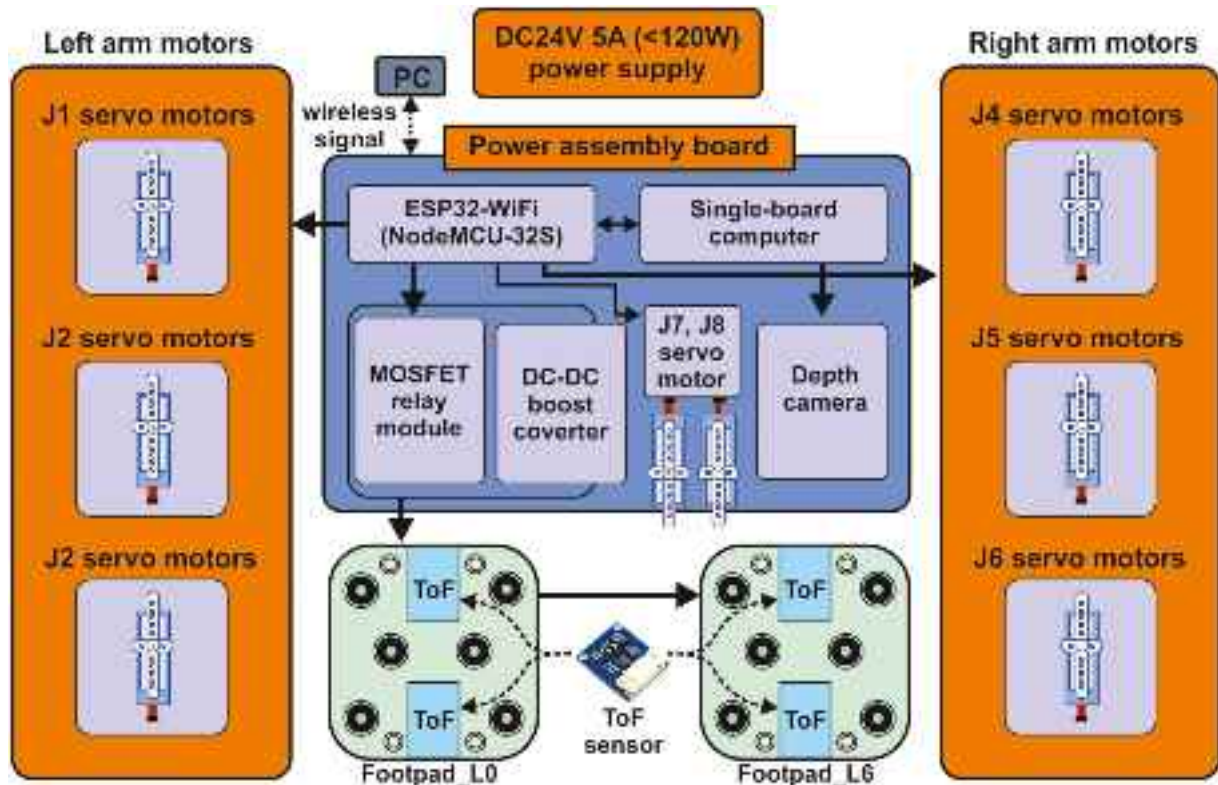 Left arm motors
J1 servo motors
J2 servo motors
J2 servo motors
DC24V 5A (<120W)
power supply
PC
wireless
signal
Power assembly board
ESP32-WiFi
(NodeMCU-32S)
Single-board
computer
MOSFET
relay
module
DC-DC
boost
coverter
J7, J8
servo
motor
Depth
camera
Right arm motors
J4 servo motors
J5 servo motors
J6 servo motors
ToF
ToF
ToF
ToF
ToF
sensor
Footpad_L0
Footpad_L6